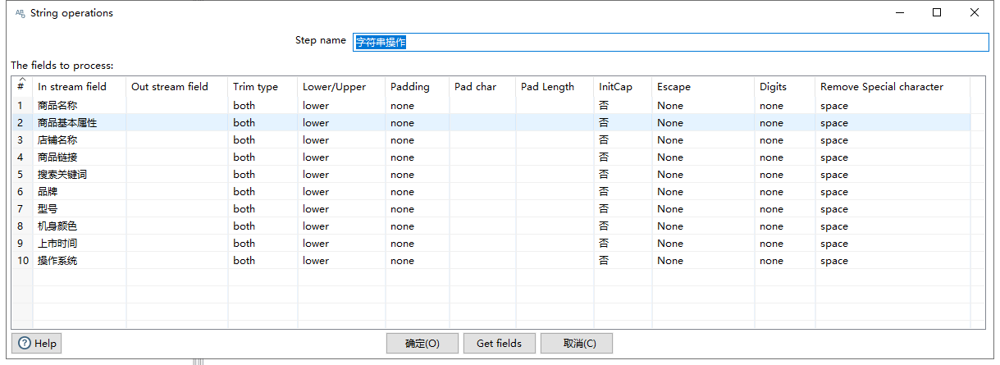 String operations
Step name 字符串操作
The fields to process:
# In stream field Out stream field Trim type Lower/Upper Padding Pad char Pad Length InitCap Escape Digits Remove Special character
1 商品名称 both lower none 否 None none space
2 商品基本属性 both lower none 否 None none space
3 店铺名称 both lower none 否 None none space
4 商品链接 both lower none 否 None none space
5 搜索关键词 both lower none 否 None none space
6 品牌 both lower none 否 None none space
7 型号 both lower none 否 None none space
8 机身颜色 both lower none 否 None none space
9 上市时间 both lower none 否 None none space
10 操作系统 both lower none 否 None none space
Help 确定(O) Get fields 取消(C)